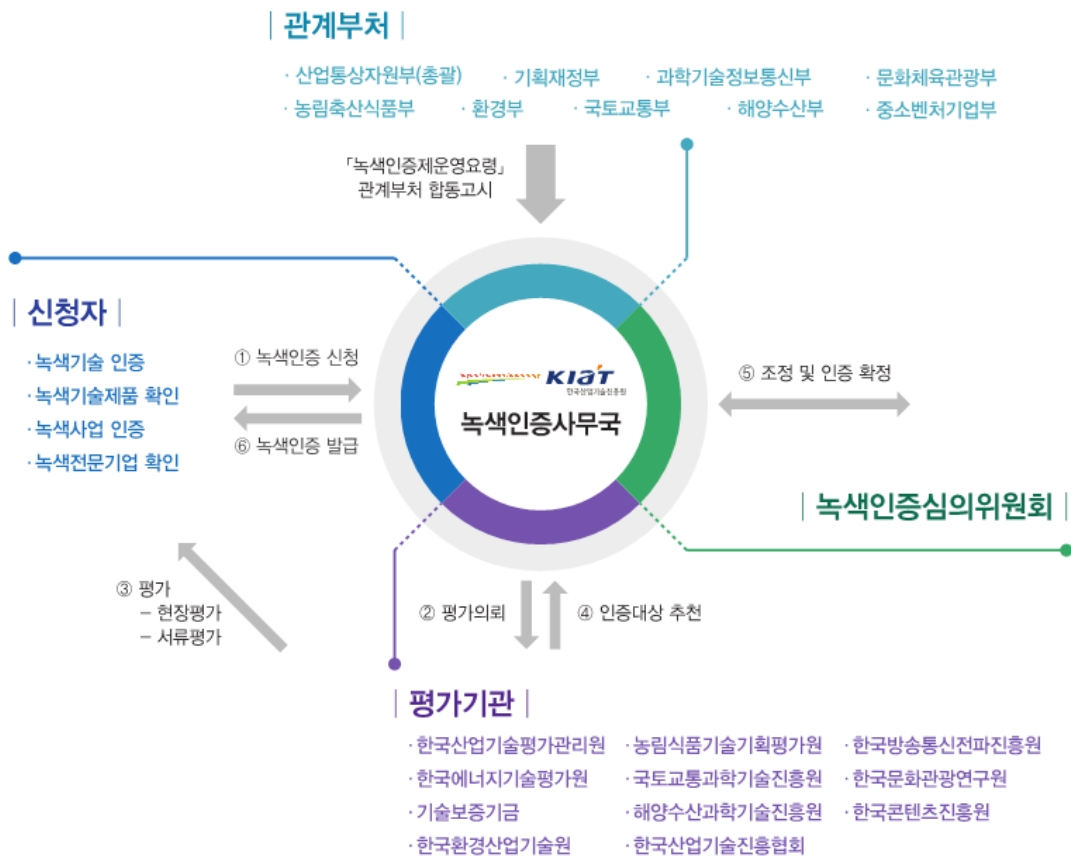 | 관계부처 |
· 산업통상자원부(총괄) · 기획재정부 · 과학기술정보통신부 · 문화체육관광부
· 농림축산식품부 · 환경부 · 국토교통부 · 해양수산부 · 중소벤처기업부
「녹색인증제운영요령」
관계부처 합동고시
| 신청자 |
· 녹색기술 인증
· 녹색기술제품 확인
· 녹색사업 인증
· 녹색전문기업 확인
① 녹색인증 신청
⑥ 녹색인증 발급
KIAT
한국산업기술진흥원
녹색인증사무국
⑤ 조정 및 인증 확정
| 녹색인증심의위원회 |
③ 평가
– 현장평가
– 서류평가
② 평가의뢰
④ 인증대상 추천
| 평가기관 |
· 한국산업기술평가관리원 · 농림식품기술기획평가원 · 한국방송통신전파진흥원
· 한국에너지기술평가원 · 국토교통과학기술진흥원 · 한국문화관광연구원
· 기술보증기금 · 해양수산과학기술진흥원 · 한국콘텐츠진흥원
· 한국환경산업기술원 · 한국산업기술진흥협회